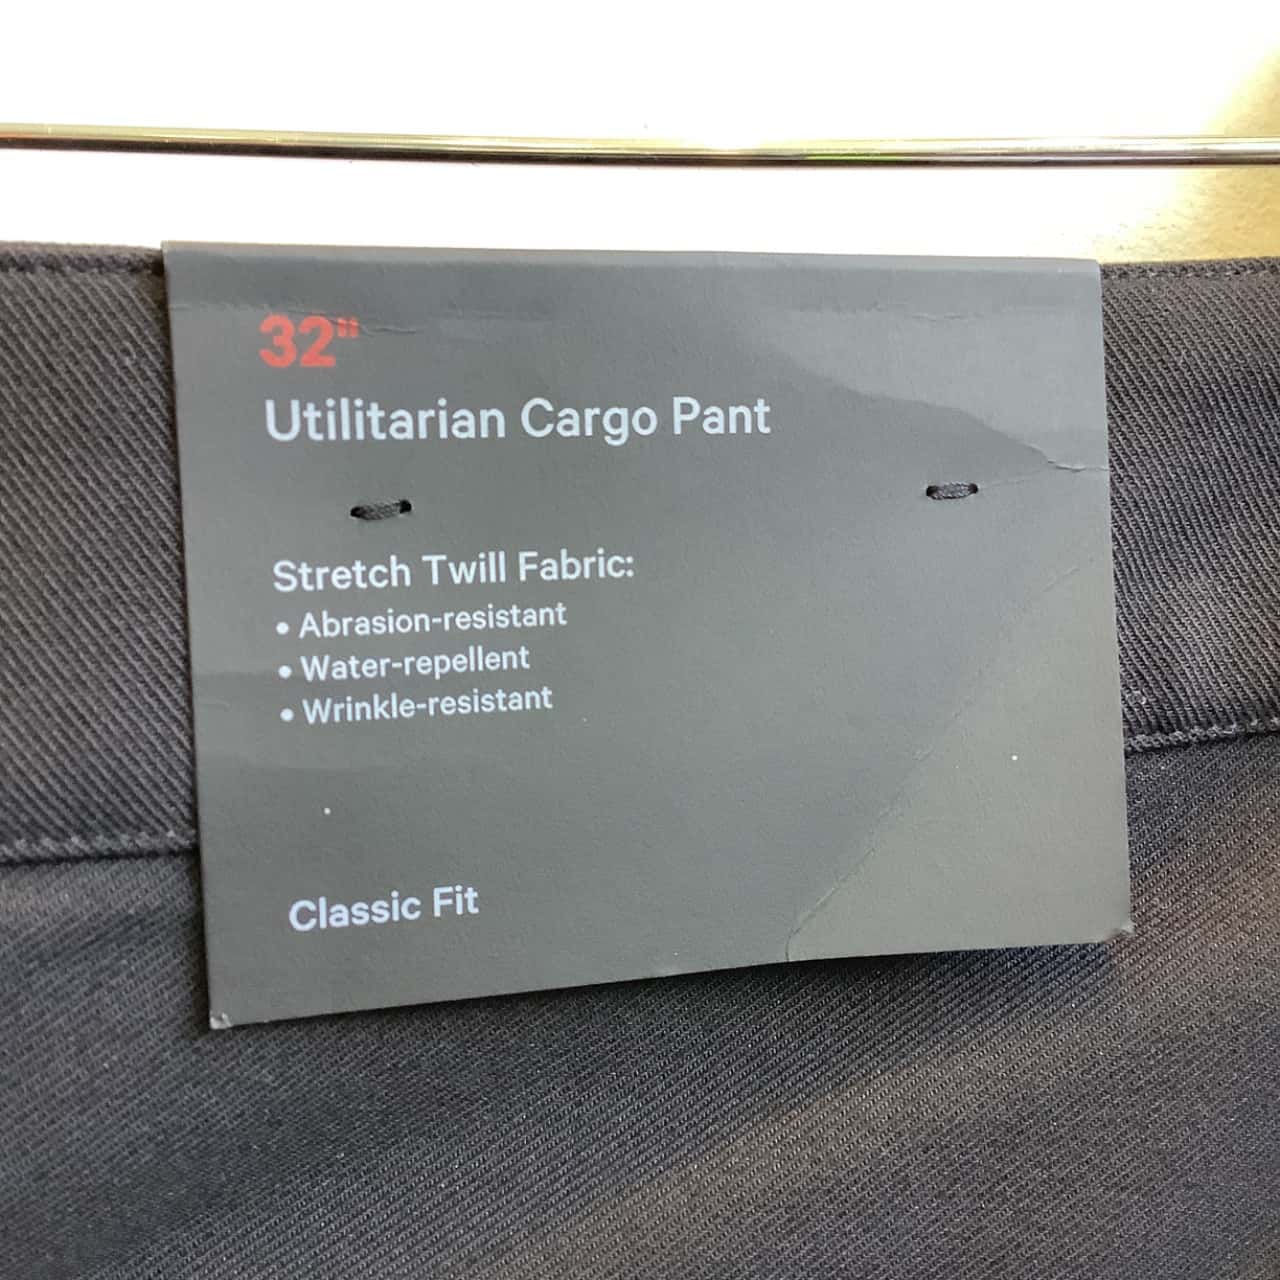 32"
Utilitarian Cargo Pant
Stretch Twill Fabric:
• Abrasion-resistant
• Water-repellent
• Wrinkle-resistant
Classic Fit